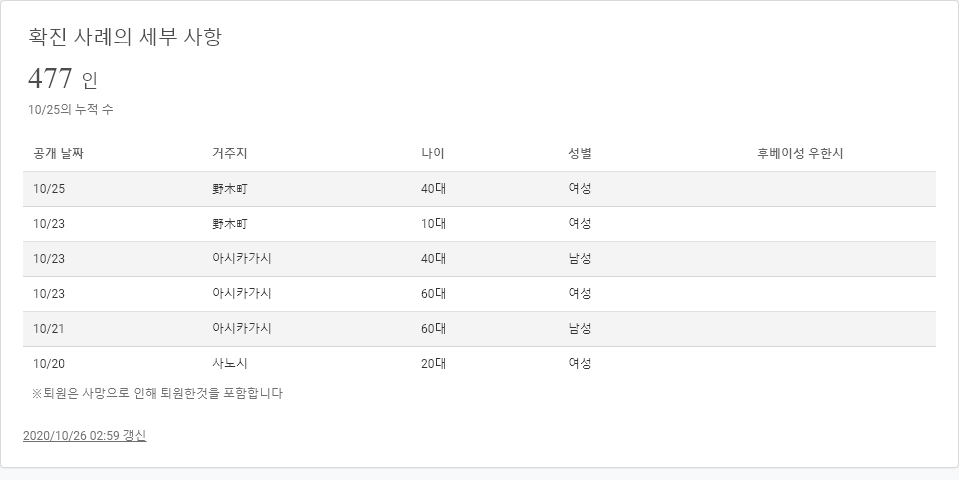 확진 사례의 세부 사항
477 인
10/25의 누적 수
공개 날짜 거주지 나이 성별 후베이성 우한시
10/25 野木町 40대 여성
10/23 野木町 10대 여성
10/23 아시카가시 40대 남성
10/23 아시카가시 60대 여성
10/21 아시카가시 60대 남성
10/20 사노시 20대 여성
※퇴원은 사망으로 인해 퇴원한것을 포함합니다
2020/10/26 02:59 갱신